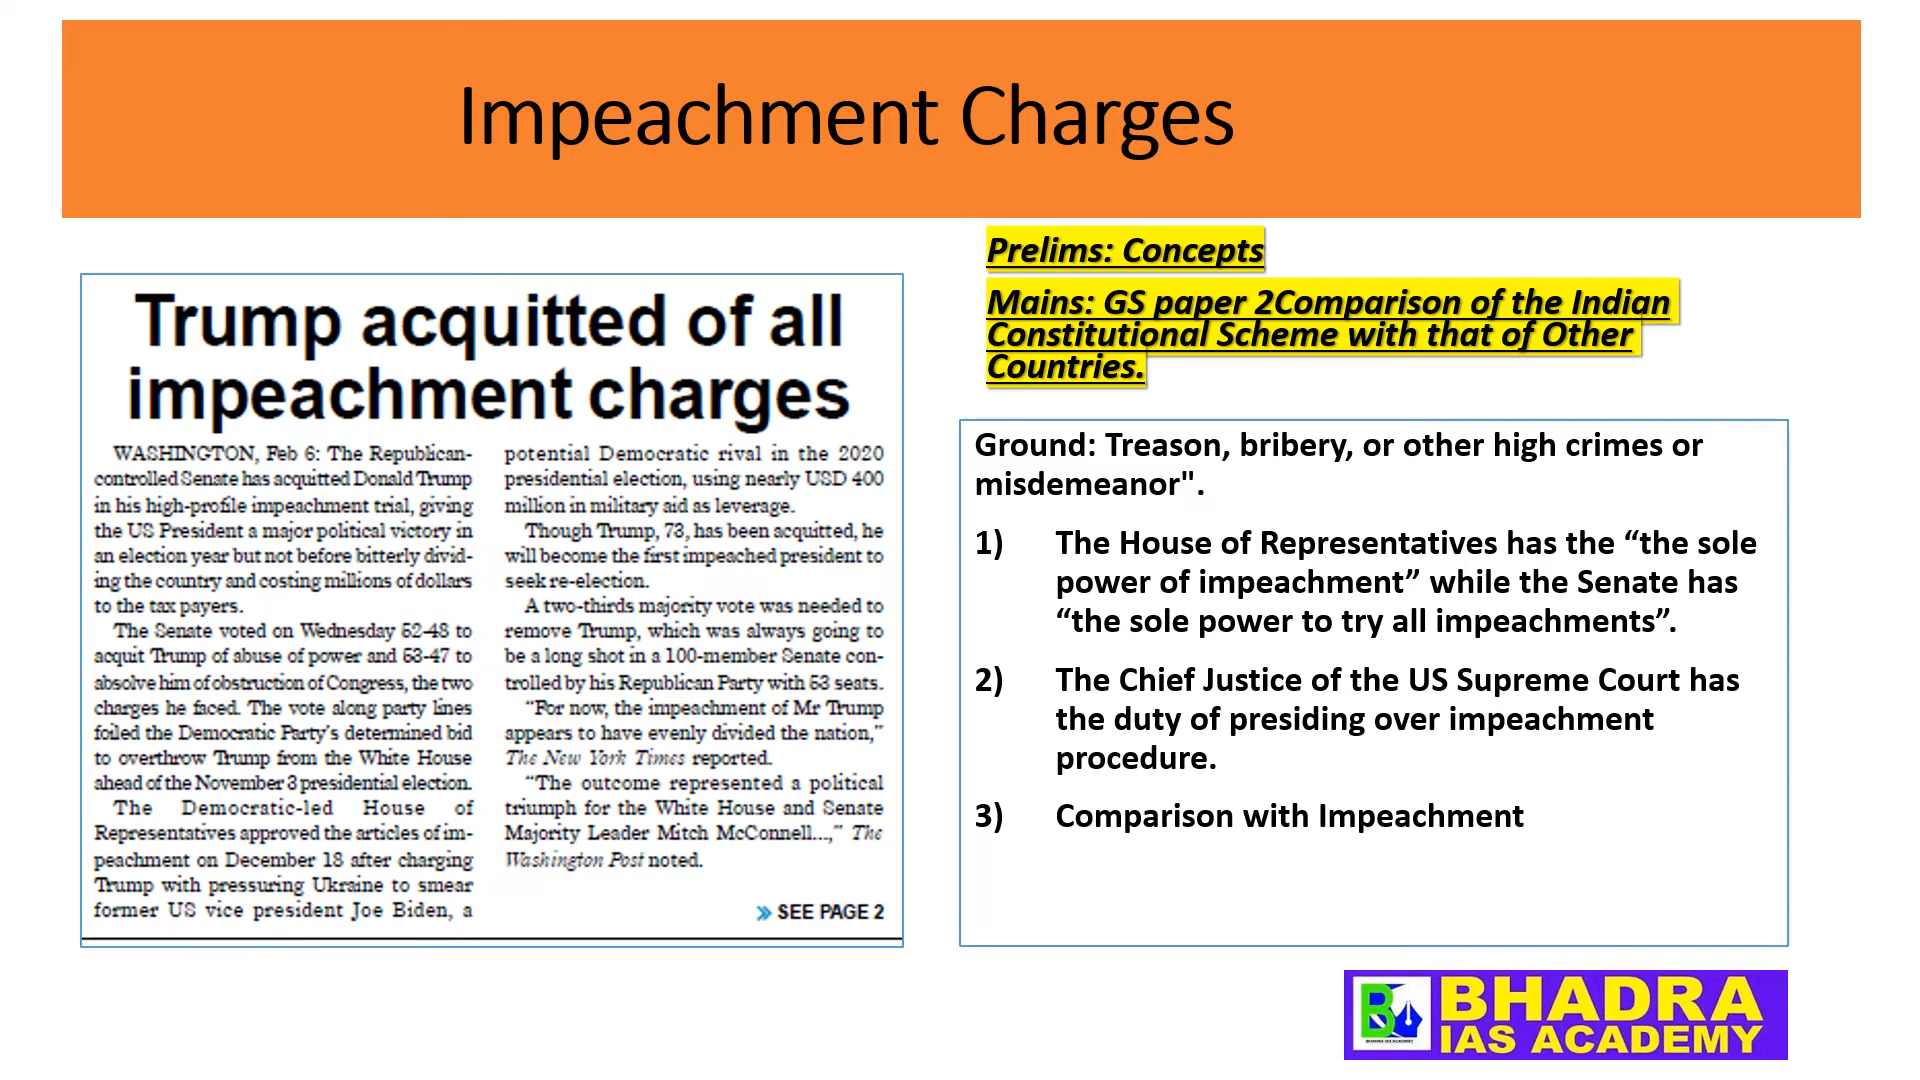 Impeachment Charges
Trump acquitted of all
impeachment charges
WASHINGTON, Feb 6: The Republican-
controlled Senate has acquitted Donald Trump
in his high-profile impeachment trial, giving
the US President a major political victory in
an election year but not before bitterly divid-
ing the country and costing millions of dollars
to the tax payers.
The Senate voted on Wednesday 52-48 to
acquit Trump of abuse of power and 53-47 to
absolve him of obstruction of Congress, the two
charges he faced. The vote along party lines
foiled the Democratic Party's determined bid
to overthrow Trump from the White House
ahead of the November 3 presidential election.
The Democratic-led House of
Representatives approved the articles of im-
peachment on December 18 after charging
Trump with pressuring Ukraine to smear
former US vice president Joe Biden, a
potential Democratic rival in the 2020
presidential election, using nearly USD 400
million in military aid as leverage.
Though Trump, 73, has been acquitted, he
will become the first impeached president to
seek re-election.
A two-thirds majority vote was needed to
remove Trump, which was always going to
be a long shot in a 100-member Senate con-
trolled by his Republican Party with 53 seats.
“For now, the impeachment of Mr Trump
appears to have evenly divided the nation,”
The New York Times reported.
“The outcome represented a political
triumph for the White House and Senate
Majority Leader Mitch McConnell...,” The
Washington Post noted.
» SEE PAGE 2
Prelims: Concepts
Mains: GS paper 2Comparison of the Indian
Constitutional Scheme with that of Other
Countries.
Ground: Treason, bribery, or other high crimes or
misdemeanor".
1) The House of Representatives has the “the sole
power of impeachment” while the Senate has
“the sole power to try all impeachments”.
2) The Chief Justice of the US Supreme Court has
the duty of presiding over impeachment
procedure.
3) Comparison with Impeachment
B
BHADRA IAS ACADEMY
BHADRA
IAS ACADEMY